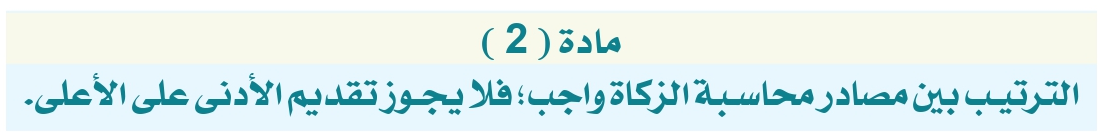 مادة ( 2 )
الترتيب بين مصادر محاسبة الزكاة واجب؛ فلا يجوز تقديم الأدنى على الأعلى.